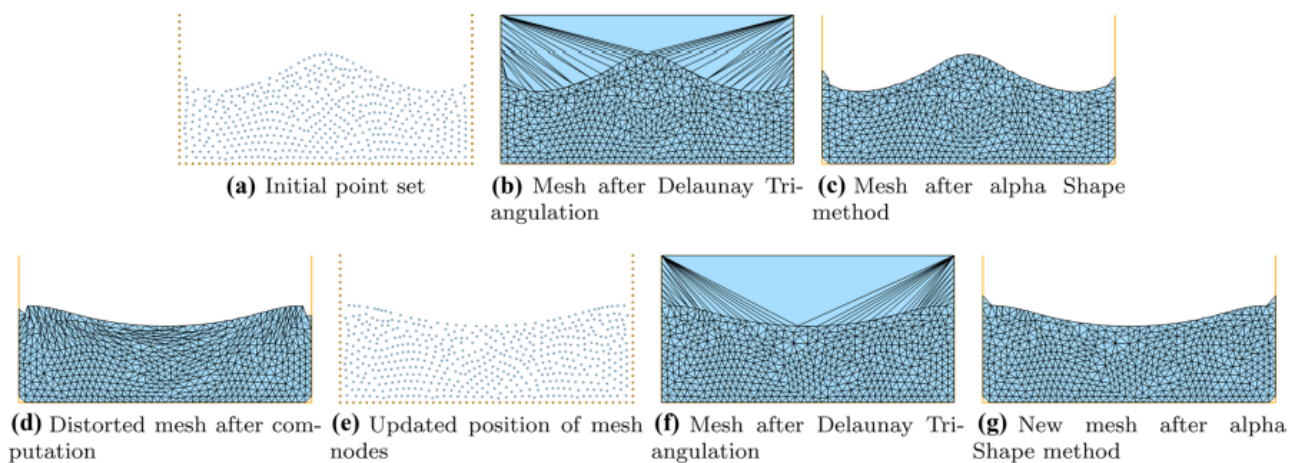 (a) Initial point set
(b) Mesh after Delaunay Tri-
angulation
(c) Mesh after alpha Shape
method
(d) Distorted mesh after com-
putation
(e) Updated position of mesh
nodes
(f) Mesh after Delaunay Tri-
angulation
(g) New mesh after alpha
Shape method